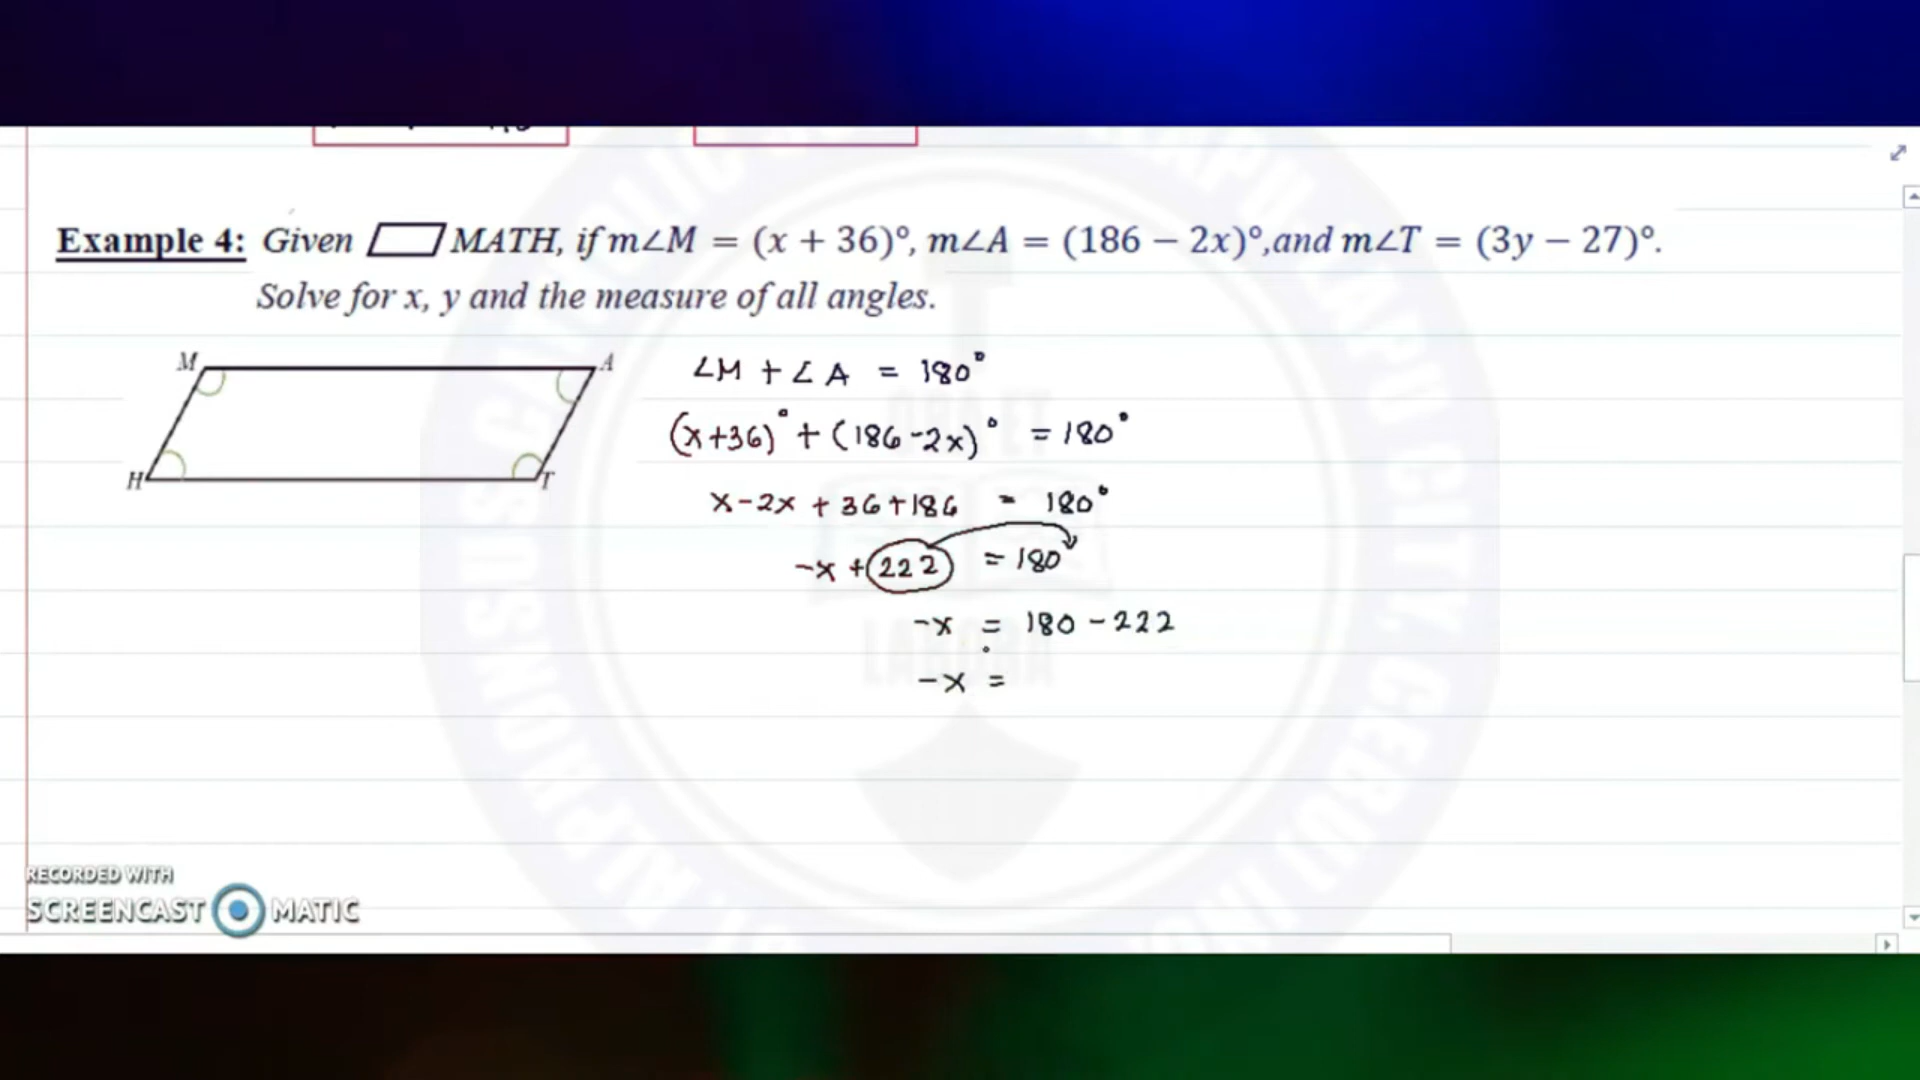 Example 4: Given ▱ MATH, if m∠M = (x + 36)°, m∠A = (186 − 2x)°,and m∠T = (3y − 27)°.
Solve for x, y and the measure of all angles.
M
A
H
T
∠M + ∠A = 180°
(x+36)° + (186-2x)° = 180°
x-2x + 36+186 = 180°
-x + 222 = 180°
-x = 180 - 222
-x =
RECORDED WITH
SCREENCAST MATIC